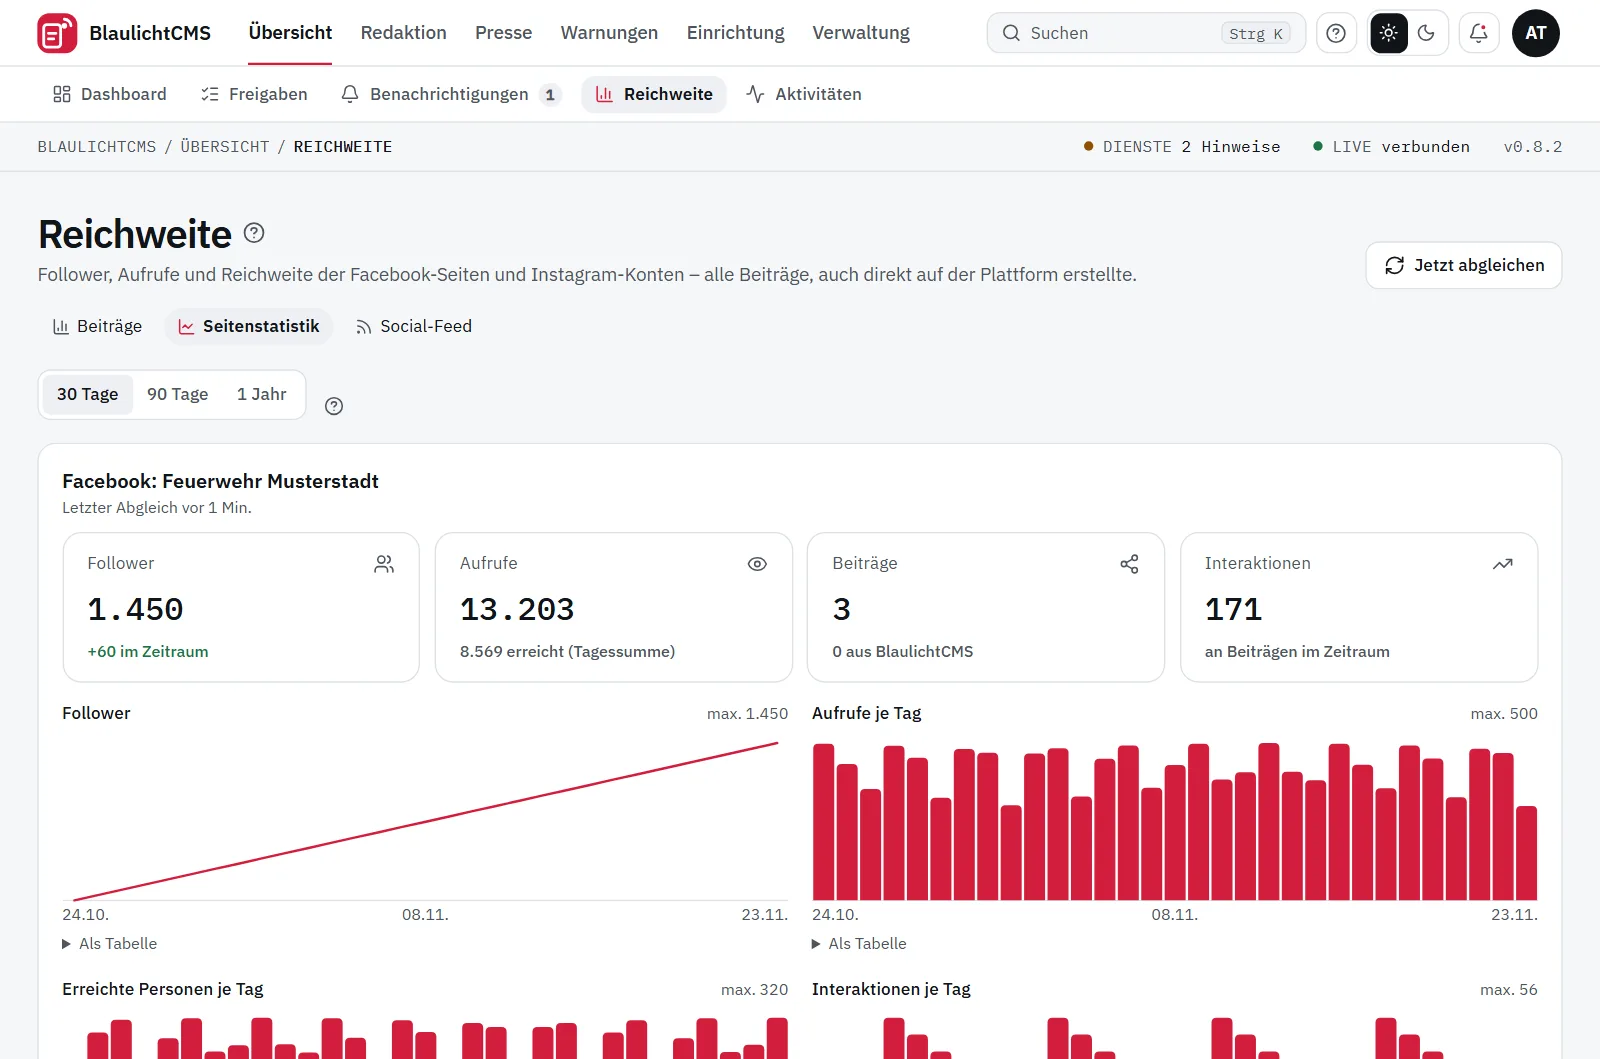 BlaulichtCMS Übersicht Redaktion Presse Warnungen Einrichtung Verwaltung Suchen Strg K AT
Dashboard Freigaben Benachrichtigungen 1 Reichweite Aktivitäten
BLAULICHTCMS / ÜBERSICHT / REICHWEITE DIENSTE 2 Hinweise LIVE verbunden v0.8.2
Reichweite
Follower, Aufrufe und Reichweite der Facebook-Seiten und Instagram-Konten – alle Beiträge, auch direkt auf der Plattform erstellte.
Jetzt abgleichen
Beiträge Seitenstatistik Social-Feed
30 Tage 90 Tage 1 Jahr
Facebook: Feuerwehr Musterstadt
Letzter Abgleich vor 1 Min.
Follower Aufrufe Beiträge Interaktionen
1.450 13.203 3 171
+60 im Zeitraum 8.569 erreicht (Tagessumme) 0 aus BlaulichtCMS an Beiträgen im Zeitraum
Follower max. 1.450 Aufrufe je Tag max. 500
24.10. 08.11. 23.11. 24.10. 08.11. 23.11.
Als Tabelle Als Tabelle
Erreichte Personen je Tag max. 320 Interaktionen je Tag max. 56